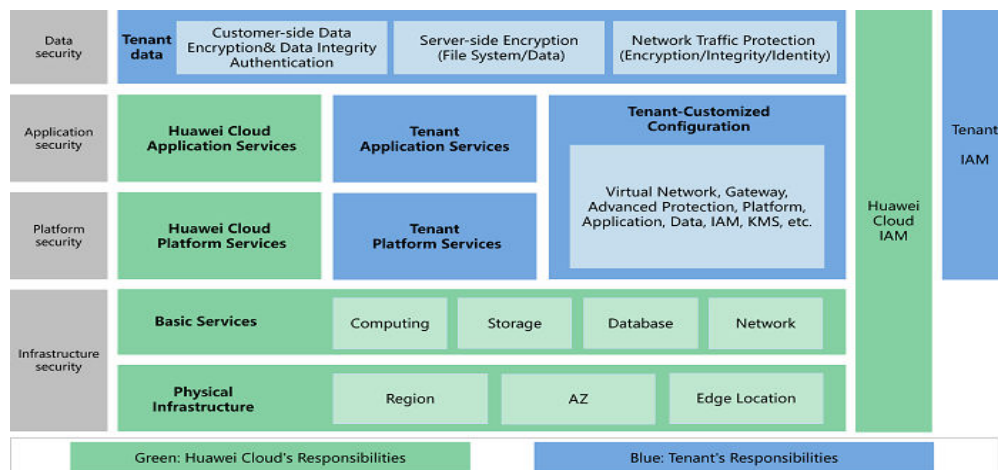 Data
security
Tenant
data
Customer-side Data
Encryption& Data Integrity
Authentication
Server-side Encryption
(File System/Data)
Network Traffic Protection
(Encryption/Integrity/Identity)
Application
security
Huawei Cloud
Application Services
Tenant
Application Services
Tenant-Customized
Configuration
Virtual Network, Gateway,
Advanced Protection, Platform,
Application, Data, IAM, KMS, etc.
Platform
security
Huawei Cloud
Platform Services
Tenant
Platform Services
Huawei
Cloud
IAM
Tenant
IAM
Infrastructure
security
Basic Services
Computing
Storage
Database
Network
Physical
Infrastructure
Region
AZ
Edge Location
Green: Huawei Cloud's Responsibilities
Blue: Tenant's Responsibilities